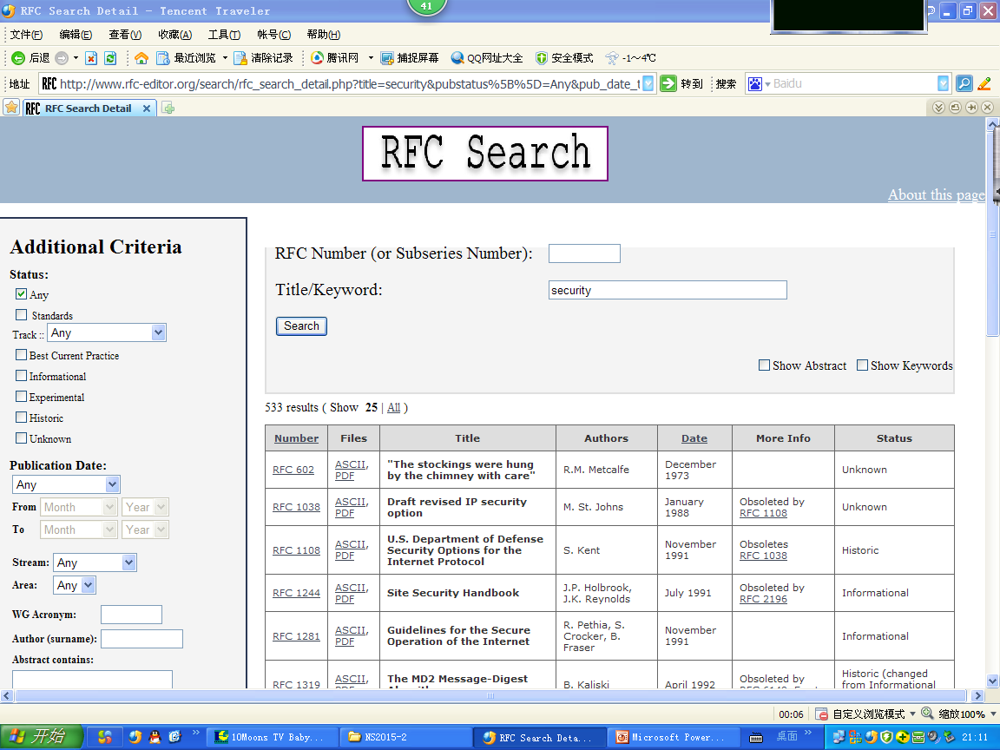 RFC Search Detail - Tencent Traveler
41
文件(F) 编辑(E) 查看(V) 收藏(A) 工具(T) 帐号(C) 帮助(H)
后退 最近浏览 清除记录 腾讯网 捕捉屏幕 QQ网址大全 安全模式 -1~4℃
地址 RFC http://www.rfc-editor.org/search/rfc_search_detail.php?title=security&pubstatus%5B%5D=Any&pub_date_t 转到 搜索 Baidu
RFC RFC Search Detail
RFC Search
About this page
Additional Criteria
Status:
Any
Standards
Track :: Any
Best Current Practice
Informational
Experimental
Historic
Unknown
Publication Date:
Any
From Month Year
To Month Year
Stream: Any
Area: Any
WG Acronym:
Author (surname):
Abstract contains:
RFC Number (or Subseries Number):
Title/Keyword: security
Search
Show Abstract Show Keywords
533 results ( Show 25 | All )
Number Files Title Authors Date More Info Status
RFC 602 ASCII, PDF "The stockings were hung by the chimney with care" R.M. Metcalfe December 1973 Unknown
RFC 1038 ASCII, PDF Draft revised IP security option M. St. Johns January 1988 Obsoleted by RFC 1108 Unknown
RFC 1108 ASCII, PDF U.S. Department of Defense Security Options for the Internet Protocol S. Kent November 1991 Obsoletes RFC 1038 Historic
RFC 1244 ASCII, PDF Site Security Handbook J.P. Holbrook, J.K. Reynolds July 1991 Obsoleted by RFC 2196 Informational
RFC 1281 ASCII, PDF Guidelines for the Secure Operation of the Internet R. Pethia, S. Crocker, B. Fraser November 1991 Informational
RFC 1319 ASCII, The MD2 Message-Digest B. Kaliski April 1992 Obsoleted by Historic (changed from Informational
00:06 自定义浏览模式 缩放100%
开始 10Moons TV Baby... NS2015-2 RFC Search Deta... Microsoft Power... 桌面 21:11